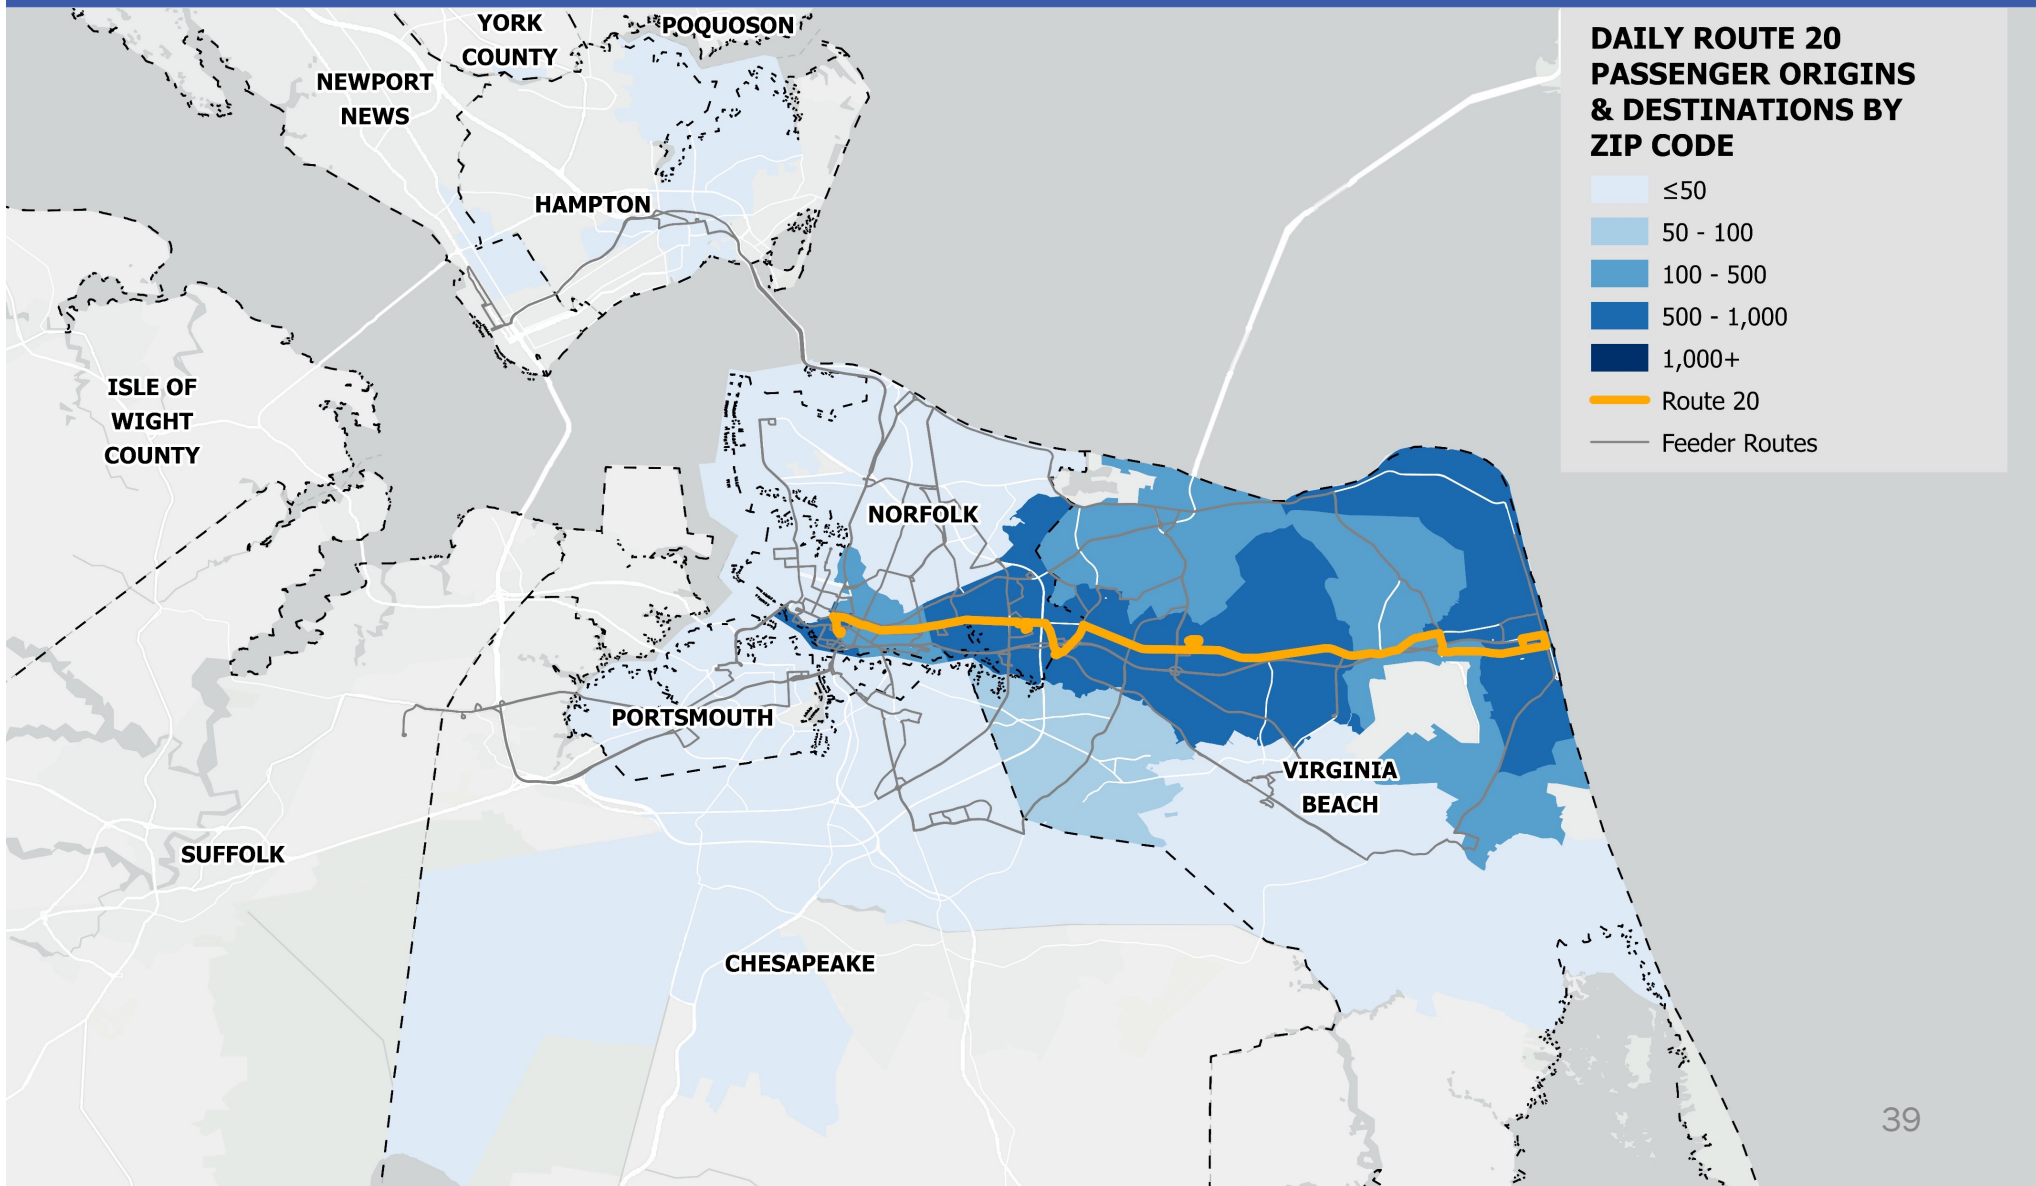 YORK
COUNTY
POQUOSON
NEWPORT
NEWS
HAMPTON
ISLE OF
WIGHT
COUNTY
NORFOLK
PORTSMOUTH
VIRGINIA
BEACH
SUFFOLK
CHESAPEAKE
DAILY ROUTE 20
PASSENGER ORIGINS
& DESTINATIONS BY
ZIP CODE
≤50
50 - 100
100 - 500
500 - 1,000
1,000+
Route 20
Feeder Routes
39